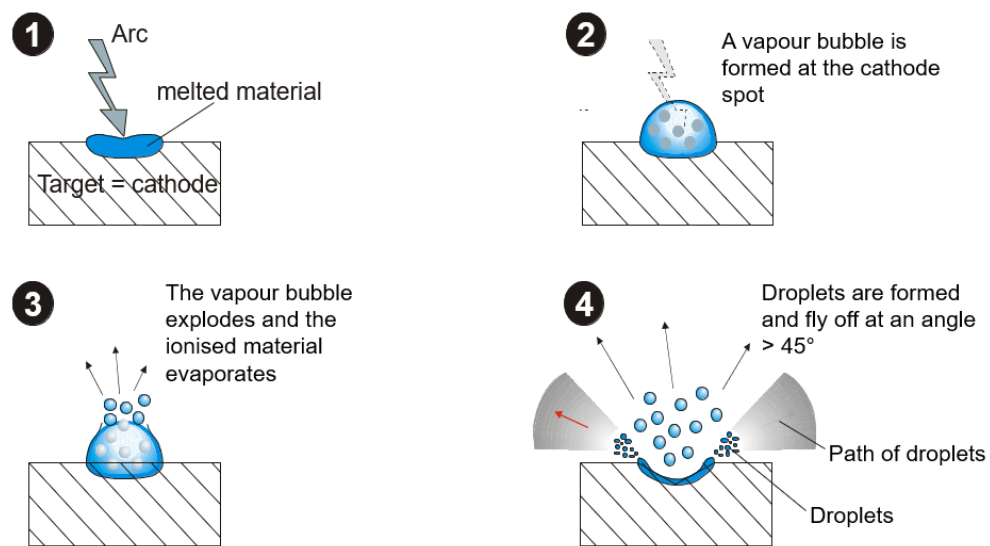 1
Arc
melted material
Target = cathode
2
A vapour bubble is
formed at the cathode
spot
3
The vapour bubble
explodes and the
ionised material
evaporates
4
Droplets are formed
and fly off at an angle
> 45°
Path of droplets
Droplets